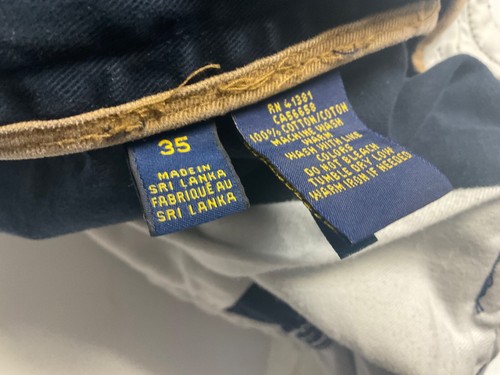 35
MADE IN
SRI LANKA
FABRIQUÉ AU
SRI LANKA
RN 41381
CA56658
100% COTTON/COTON
MACHINE WASH
WARM
WASH WITH LIKE
COLORS
DO NOT BLEACH
TUMBLE DRY LOW
WARM IRON IF NEEDED